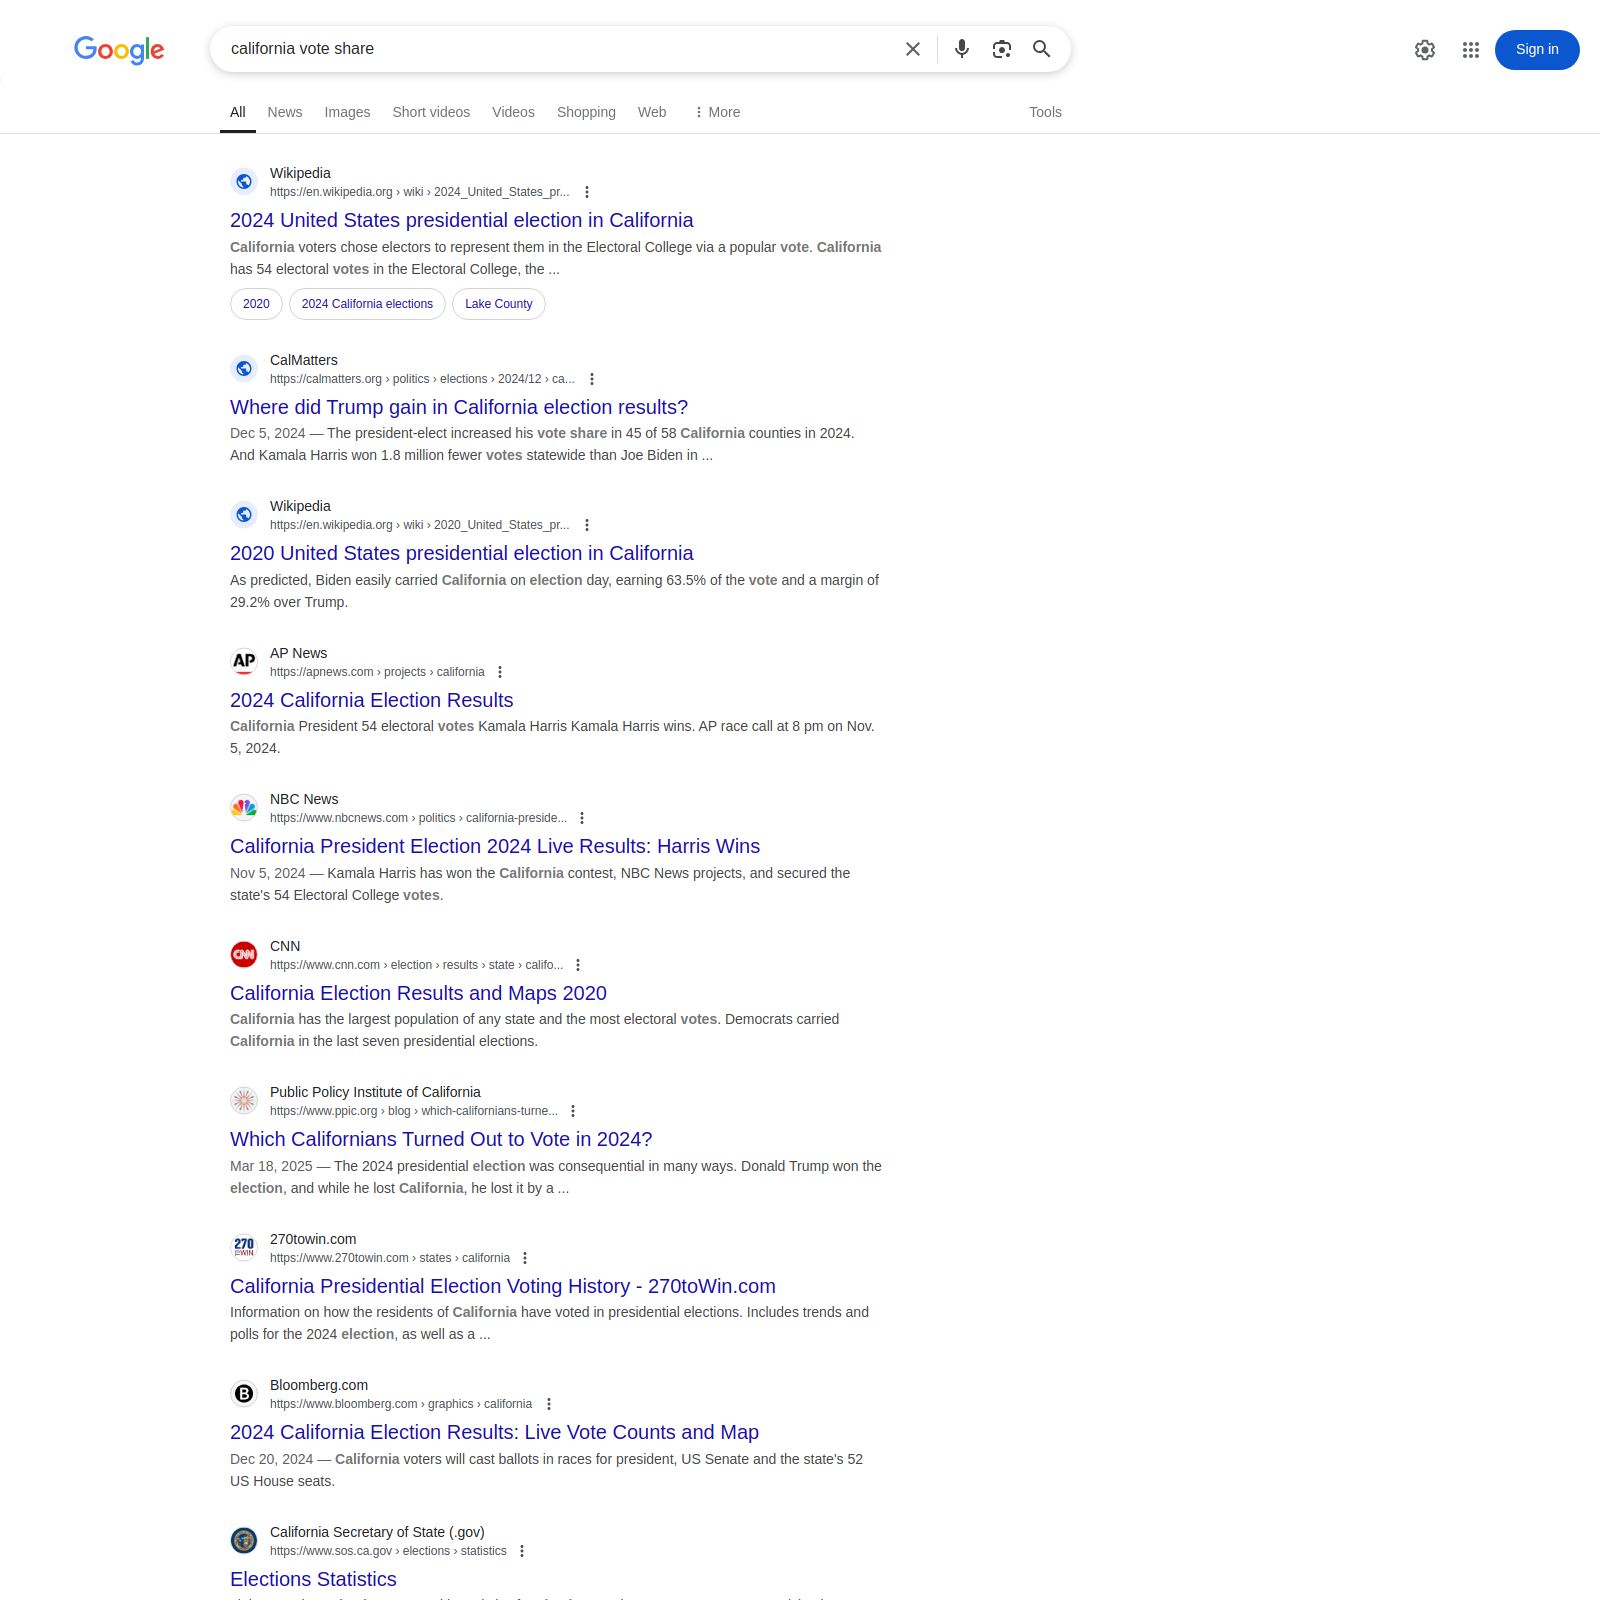 Google
california vote share
Sign in
All News Images Short videos Videos Shopping Web More Tools
Wikipedia
https://en.wikipedia.org › wiki › 2024_United_States_pr...
2024 United States presidential election in California
California voters chose electors to represent them in the Electoral College via a popular vote. California
has 54 electoral votes in the Electoral College, the ...
2020 2024 California elections Lake County
CalMatters
https://calmatters.org › politics › elections › 2024/12 › ca...
Where did Trump gain in California election results?
Dec 5, 2024 — The president-elect increased his vote share in 45 of 58 California counties in 2024.
And Kamala Harris won 1.8 million fewer votes statewide than Joe Biden in ...
Wikipedia
https://en.wikipedia.org › wiki › 2020_United_States_pr...
2020 United States presidential election in California
As predicted, Biden easily carried California on election day, earning 63.5% of the vote and a margin of
29.2% over Trump.
AP
AP News
https://apnews.com › projects › california
2024 California Election Results
California President 54 electoral votes Kamala Harris Kamala Harris wins. AP race call at 8 pm on Nov.
5, 2024.
NBC News
https://www.nbcnews.com › politics › california-preside...
California President Election 2024 Live Results: Harris Wins
Nov 5, 2024 — Kamala Harris has won the California contest, NBC News projects, and secured the
state's 54 Electoral College votes.
CNN
CNN
https://www.cnn.com › election › results › state › califo...
California Election Results and Maps 2020
California has the largest population of any state and the most electoral votes. Democrats carried
California in the last seven presidential elections.
Public Policy Institute of California
https://www.ppic.org › blog › which-californians-turne...
Which Californians Turned Out to Vote in 2024?
Mar 18, 2025 — The 2024 presidential election was consequential in many ways. Donald Trump won the
election, and while he lost California, he lost it by a ...
270 WIN
270towin.com
https://www.270towin.com › states › california
California Presidential Election Voting History - 270toWin.com
Information on how the residents of California have voted in presidential elections. Includes trends and
polls for the 2024 election, as well as a ...
B
Bloomberg.com
https://www.bloomberg.com › graphics › california
2024 California Election Results: Live Vote Counts and Map
Dec 20, 2024 — California voters will cast ballots in races for president, US Senate and the state's 52
US House seats.
California Secretary of State (.gov)
https://www.sos.ca.gov › elections › statistics
Elections Statistics